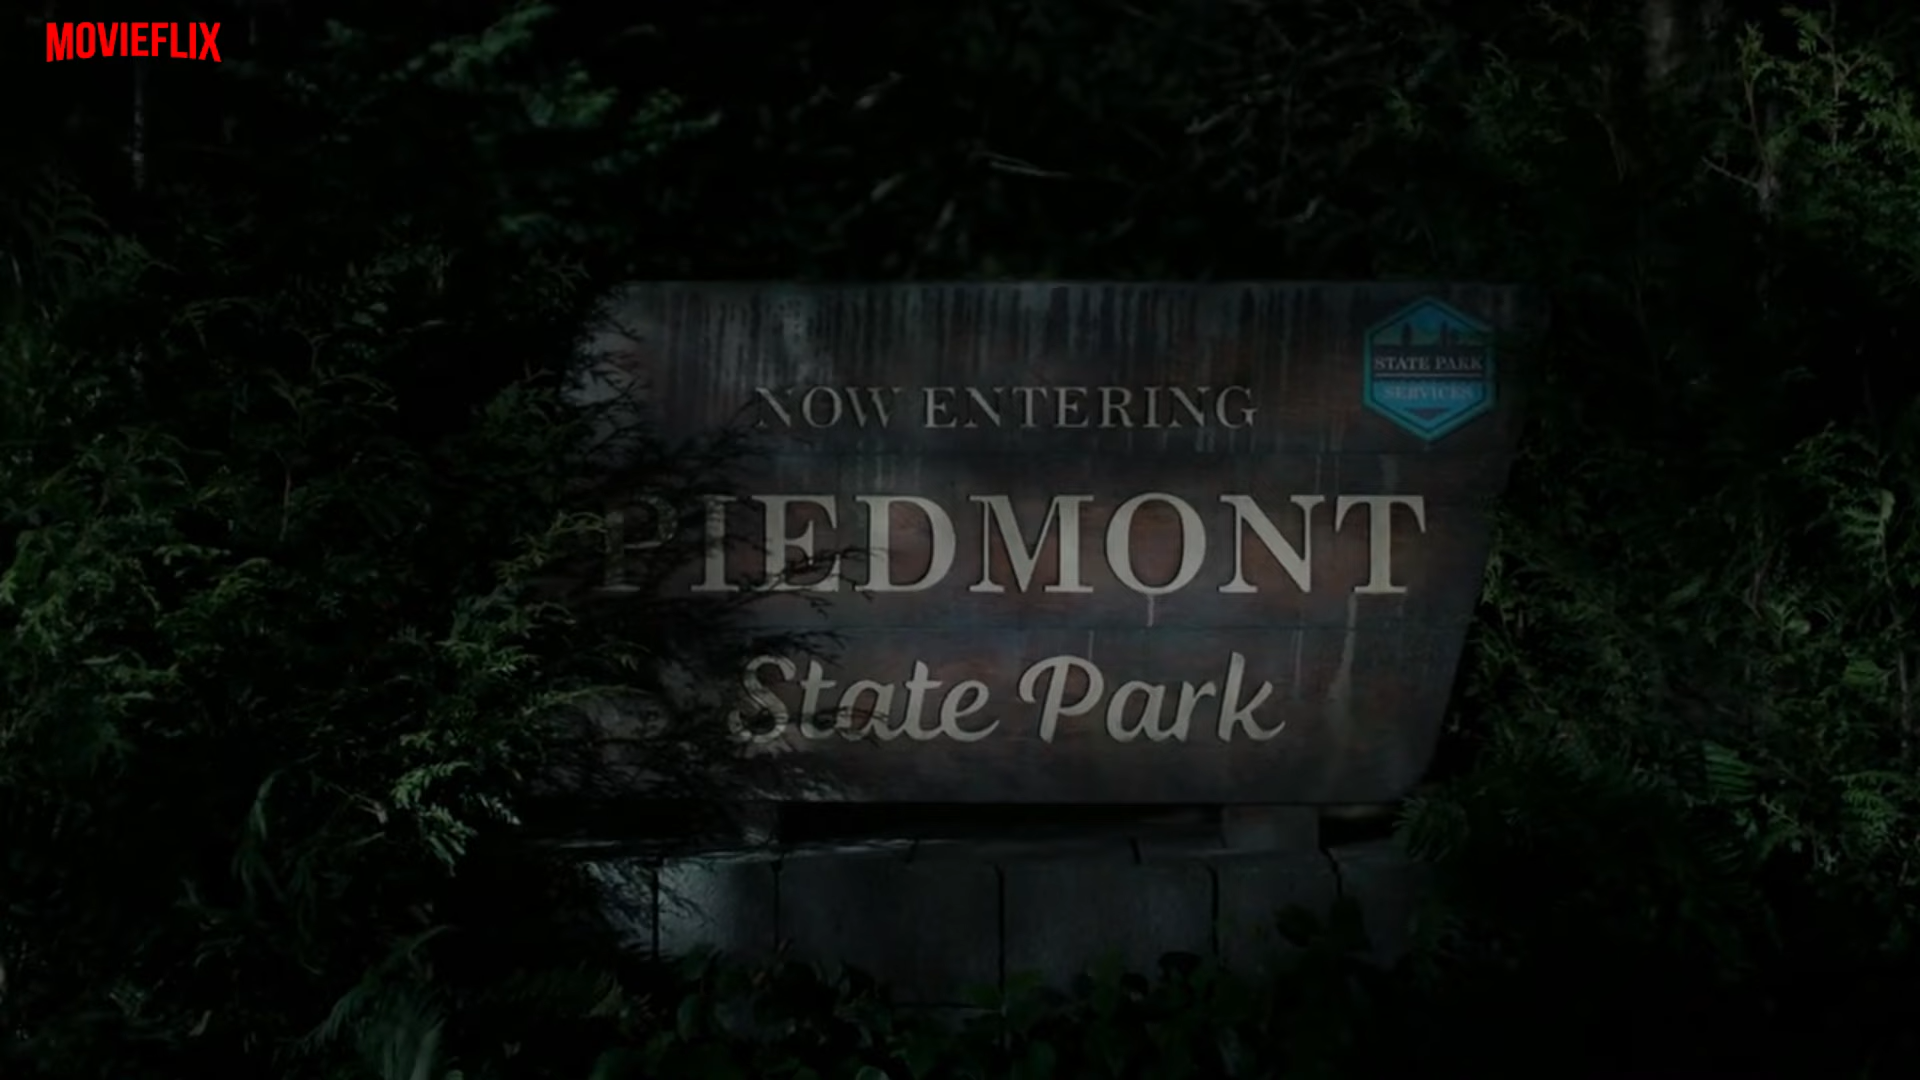 MOVIEFLIX
NOW ENTERING
STATE PARK
SERVICES
PIEDMONT
State Park